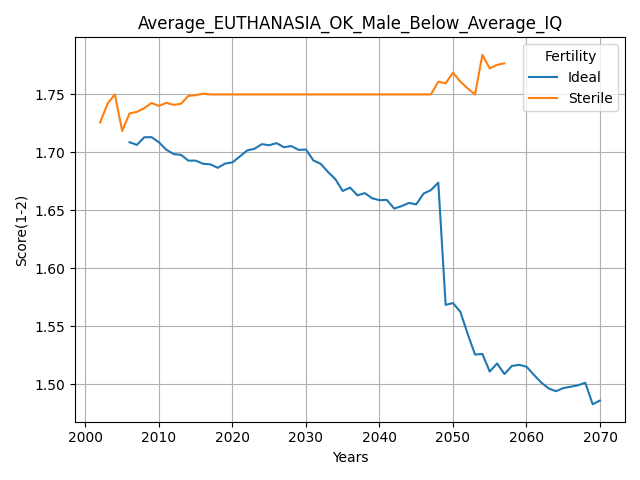 Average_EUTHANASIA_OK_Male_Below_Average_IQ
Fertility
Ideal
Sterile
Score(1-2)
1.75
1.70
1.65
1.60
1.55
1.50
2000 2010 2020 2030 2040 2050 2060 2070
Years